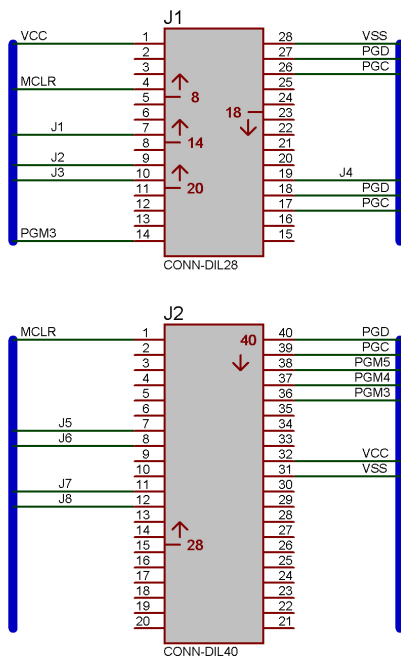 J1
VCC 1 28 VSS
2 27 PGD
3 26 PGC
MCLR 4 25
5 8 24
6 18 23
J1 7 22
8 14 21
J2 9 20
J3 10 19 J4
11 20 18 PGD
12 17 PGC
13 16
PGM3 14 15
CONN-DIL28
J2
MCLR 1 40 40 PGD
2 39 PGC
3 38 PGM5
4 37 PGM4
5 36 PGM3
6 35
J5 7 34
J6 8 33
9 32 VCC
10 31 VSS
J7 11 30
J8 12 29
13 28
14 27
15 28 26
16 25
17 24
18 23
19 22
20 21
CONN-DIL40